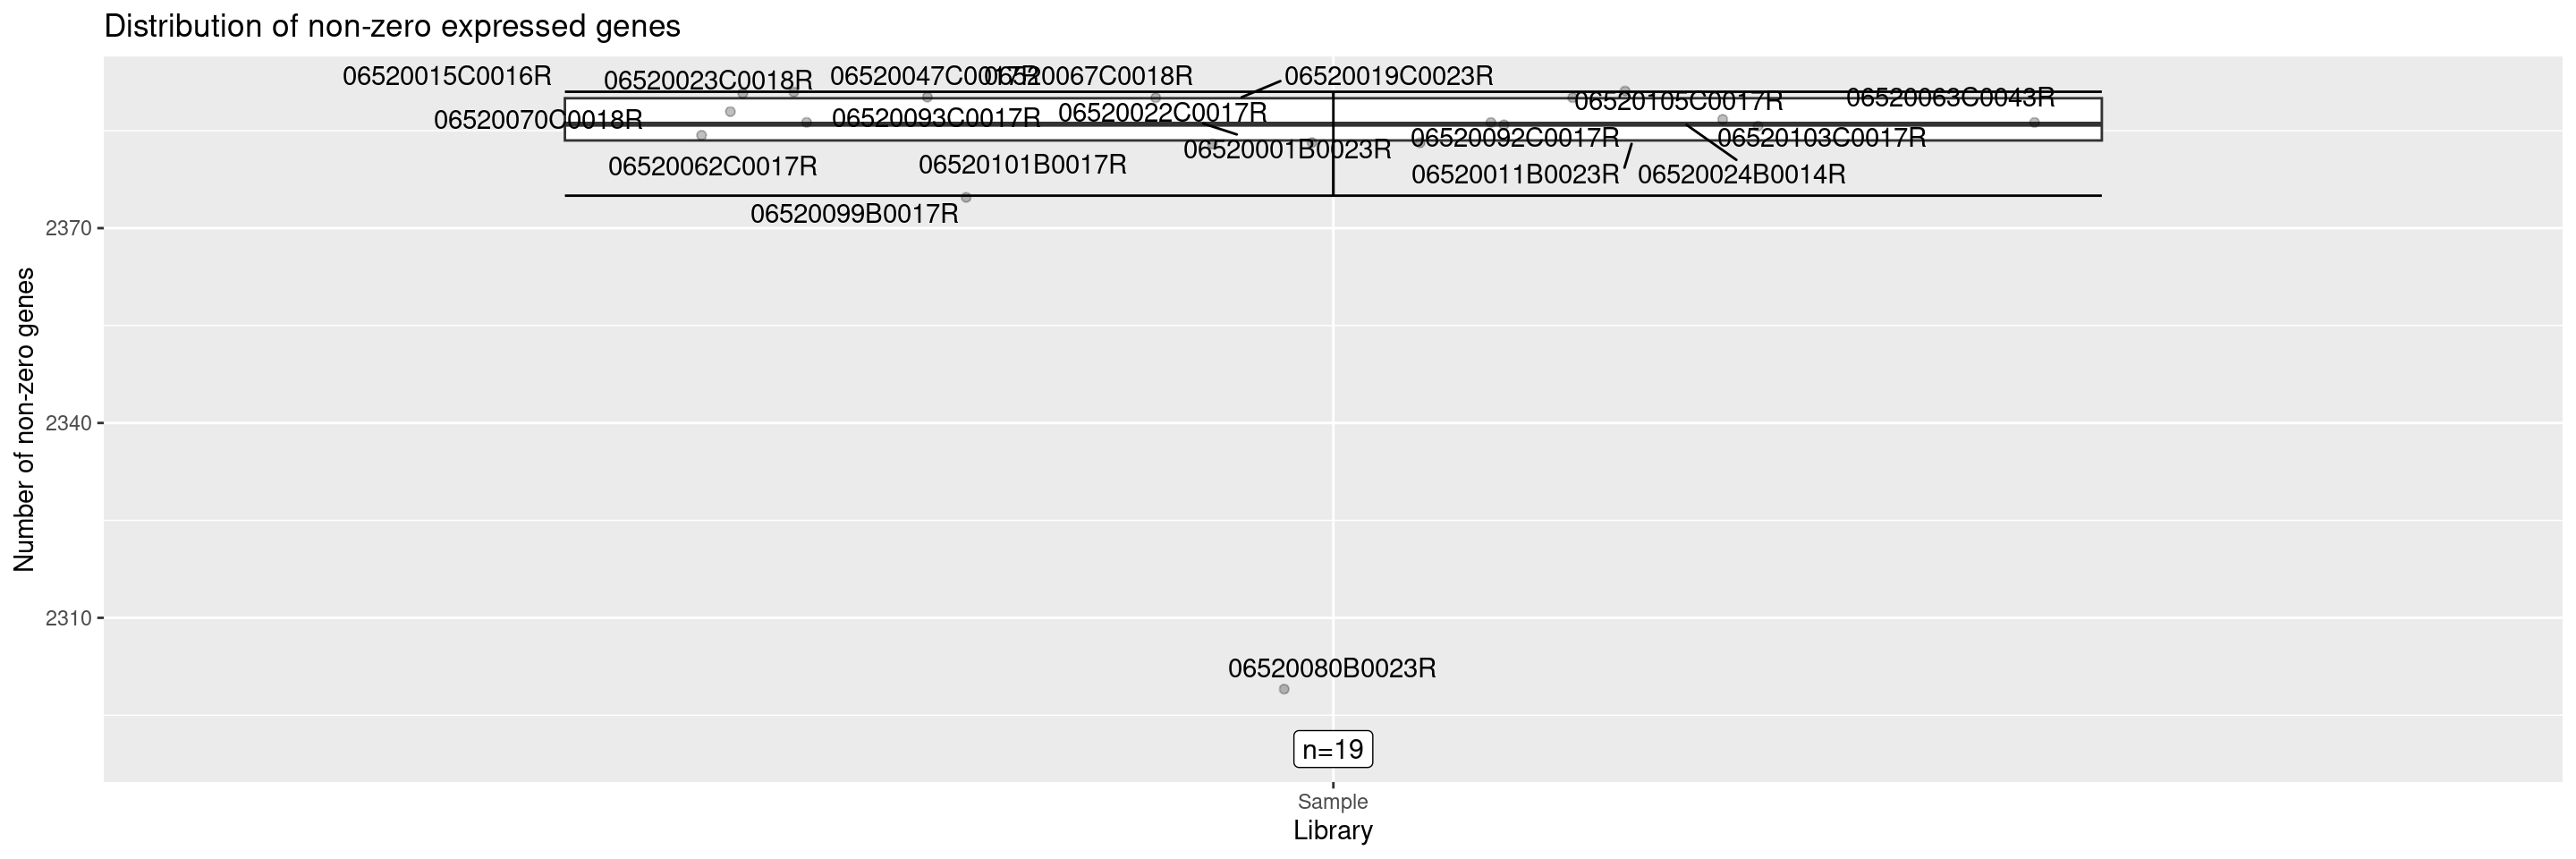 Distribution of non-zero expressed genes
06520015C0016R
06520023C0018R
06520047C0017R
06520067C0018R
06520019C0023R
06520070C0018R
06520093C0017R
06520022C0017R
06520105C0017R
06520063C0043R
06520062C0017R
06520101B0017R
06520001B0023R
06520092C0017R
06520103C0017R
06520011B0023R
06520024B0014R
06520099B0017R
2370
2340
2310
Number of non-zero genes
06520080B0023R
n=19
Sample
Library